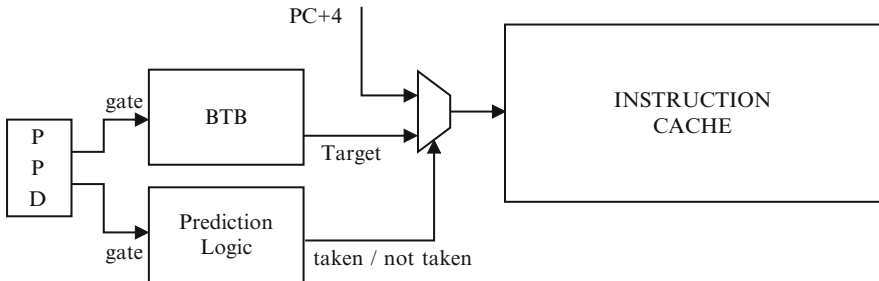 PC+4
gate
BTB
INSTRUCTION
CACHE
P
P
D
Target
gate
Prediction
Logic
taken / not taken